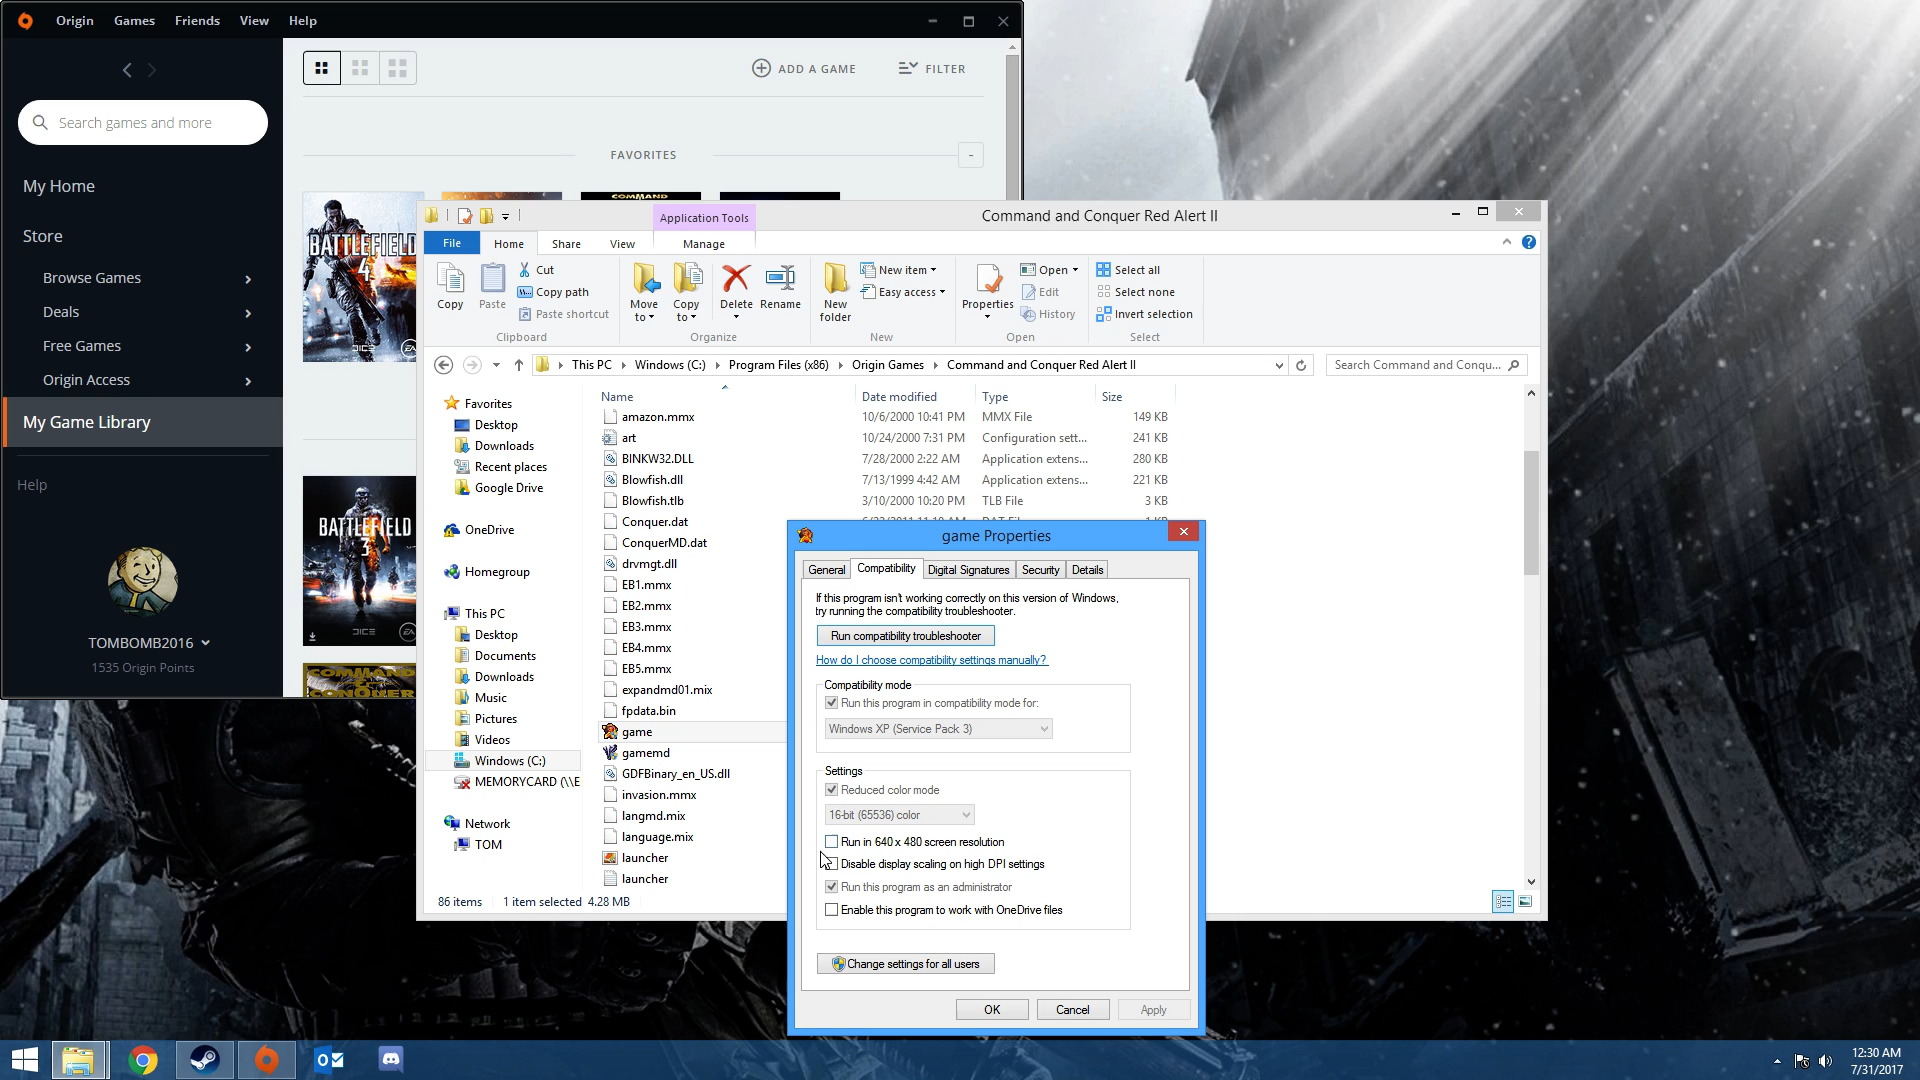 Origin Games Friends View Help
Search games and more
My Home
Store
Browse Games
Deals
Free Games
Origin Access
My Game Library
Help
TOMBOMB2016
1535 Origin Points
ADD A GAME FILTER
FAVORITES -
BATTLEFIELD
4
DICE EA
COMMAND
BATTLEFIELD
3
DICE EA
COMMAND
CONQUER
Application Tools Command and Conquer Red Alert II
File Home Share View Manage
Copy
Paste
Cut
Copy path
Paste shortcut
Clipboard
Move
to
Copy
to
Delete
Rename
Organize
New
folder
New item
Easy access
New
Properties
Open
Edit
History
Open
Select all
Select none
Invert selection
Select
This PC Windows (C:) Program Files (x86) Origin Games Command and Conquer Red Alert II
Search Command and Conqu...
Favorites
Desktop
Downloads
Recent places
Google Drive
OneDrive
Homegroup
This PC
Desktop
Documents
Downloads
Music
Pictures
Videos
Windows (C:)
MEMORYCARD (\\E
Network
TOM
Name Date modified Type Size
amazon.mmx 10/6/2000 10:41 PM MMX File 149 KB
art 10/24/2000 7:31 PM Configuration sett... 241 KB
BINKW32.DLL 7/28/2000 2:22 AM Application extens... 280 KB
Blowfish.dll 7/13/1999 4:42 AM Application extens... 221 KB
Blowfish.tlb 3/10/2000 10:20 PM TLB File 3 KB
Conquer.dat
ConquerMD.dat
drvmgt.dll
EB1.mmx
EB2.mmx
EB3.mmx
EB4.mmx
EB5.mmx
expandmd01.mix
fpdata.bin
game
gamemd
GDFBinary_en_US.dll
invasion.mmx
langmd.mix
language.mix
launcher
launcher
86 items 1 item selected 4.28 MB
game Properties
General Compatibility Digital Signatures Security Details
If this program isn't working correctly on this version of Windows,
try running the compatibility troubleshooter.
Run compatibility troubleshooter
How do I choose compatibility settings manually?
Compatibility mode
Run this program in compatibility mode for:
Windows XP (Service Pack 3)
Settings
Reduced color mode
16-bit (65536) color
Run in 640 x 480 screen resolution
Disable display scaling on high DPI settings
Run this program as an administrator
Enable this program to work with OneDrive files
Change settings for all users
OK Cancel Apply
12:30 AM
7/31/2017